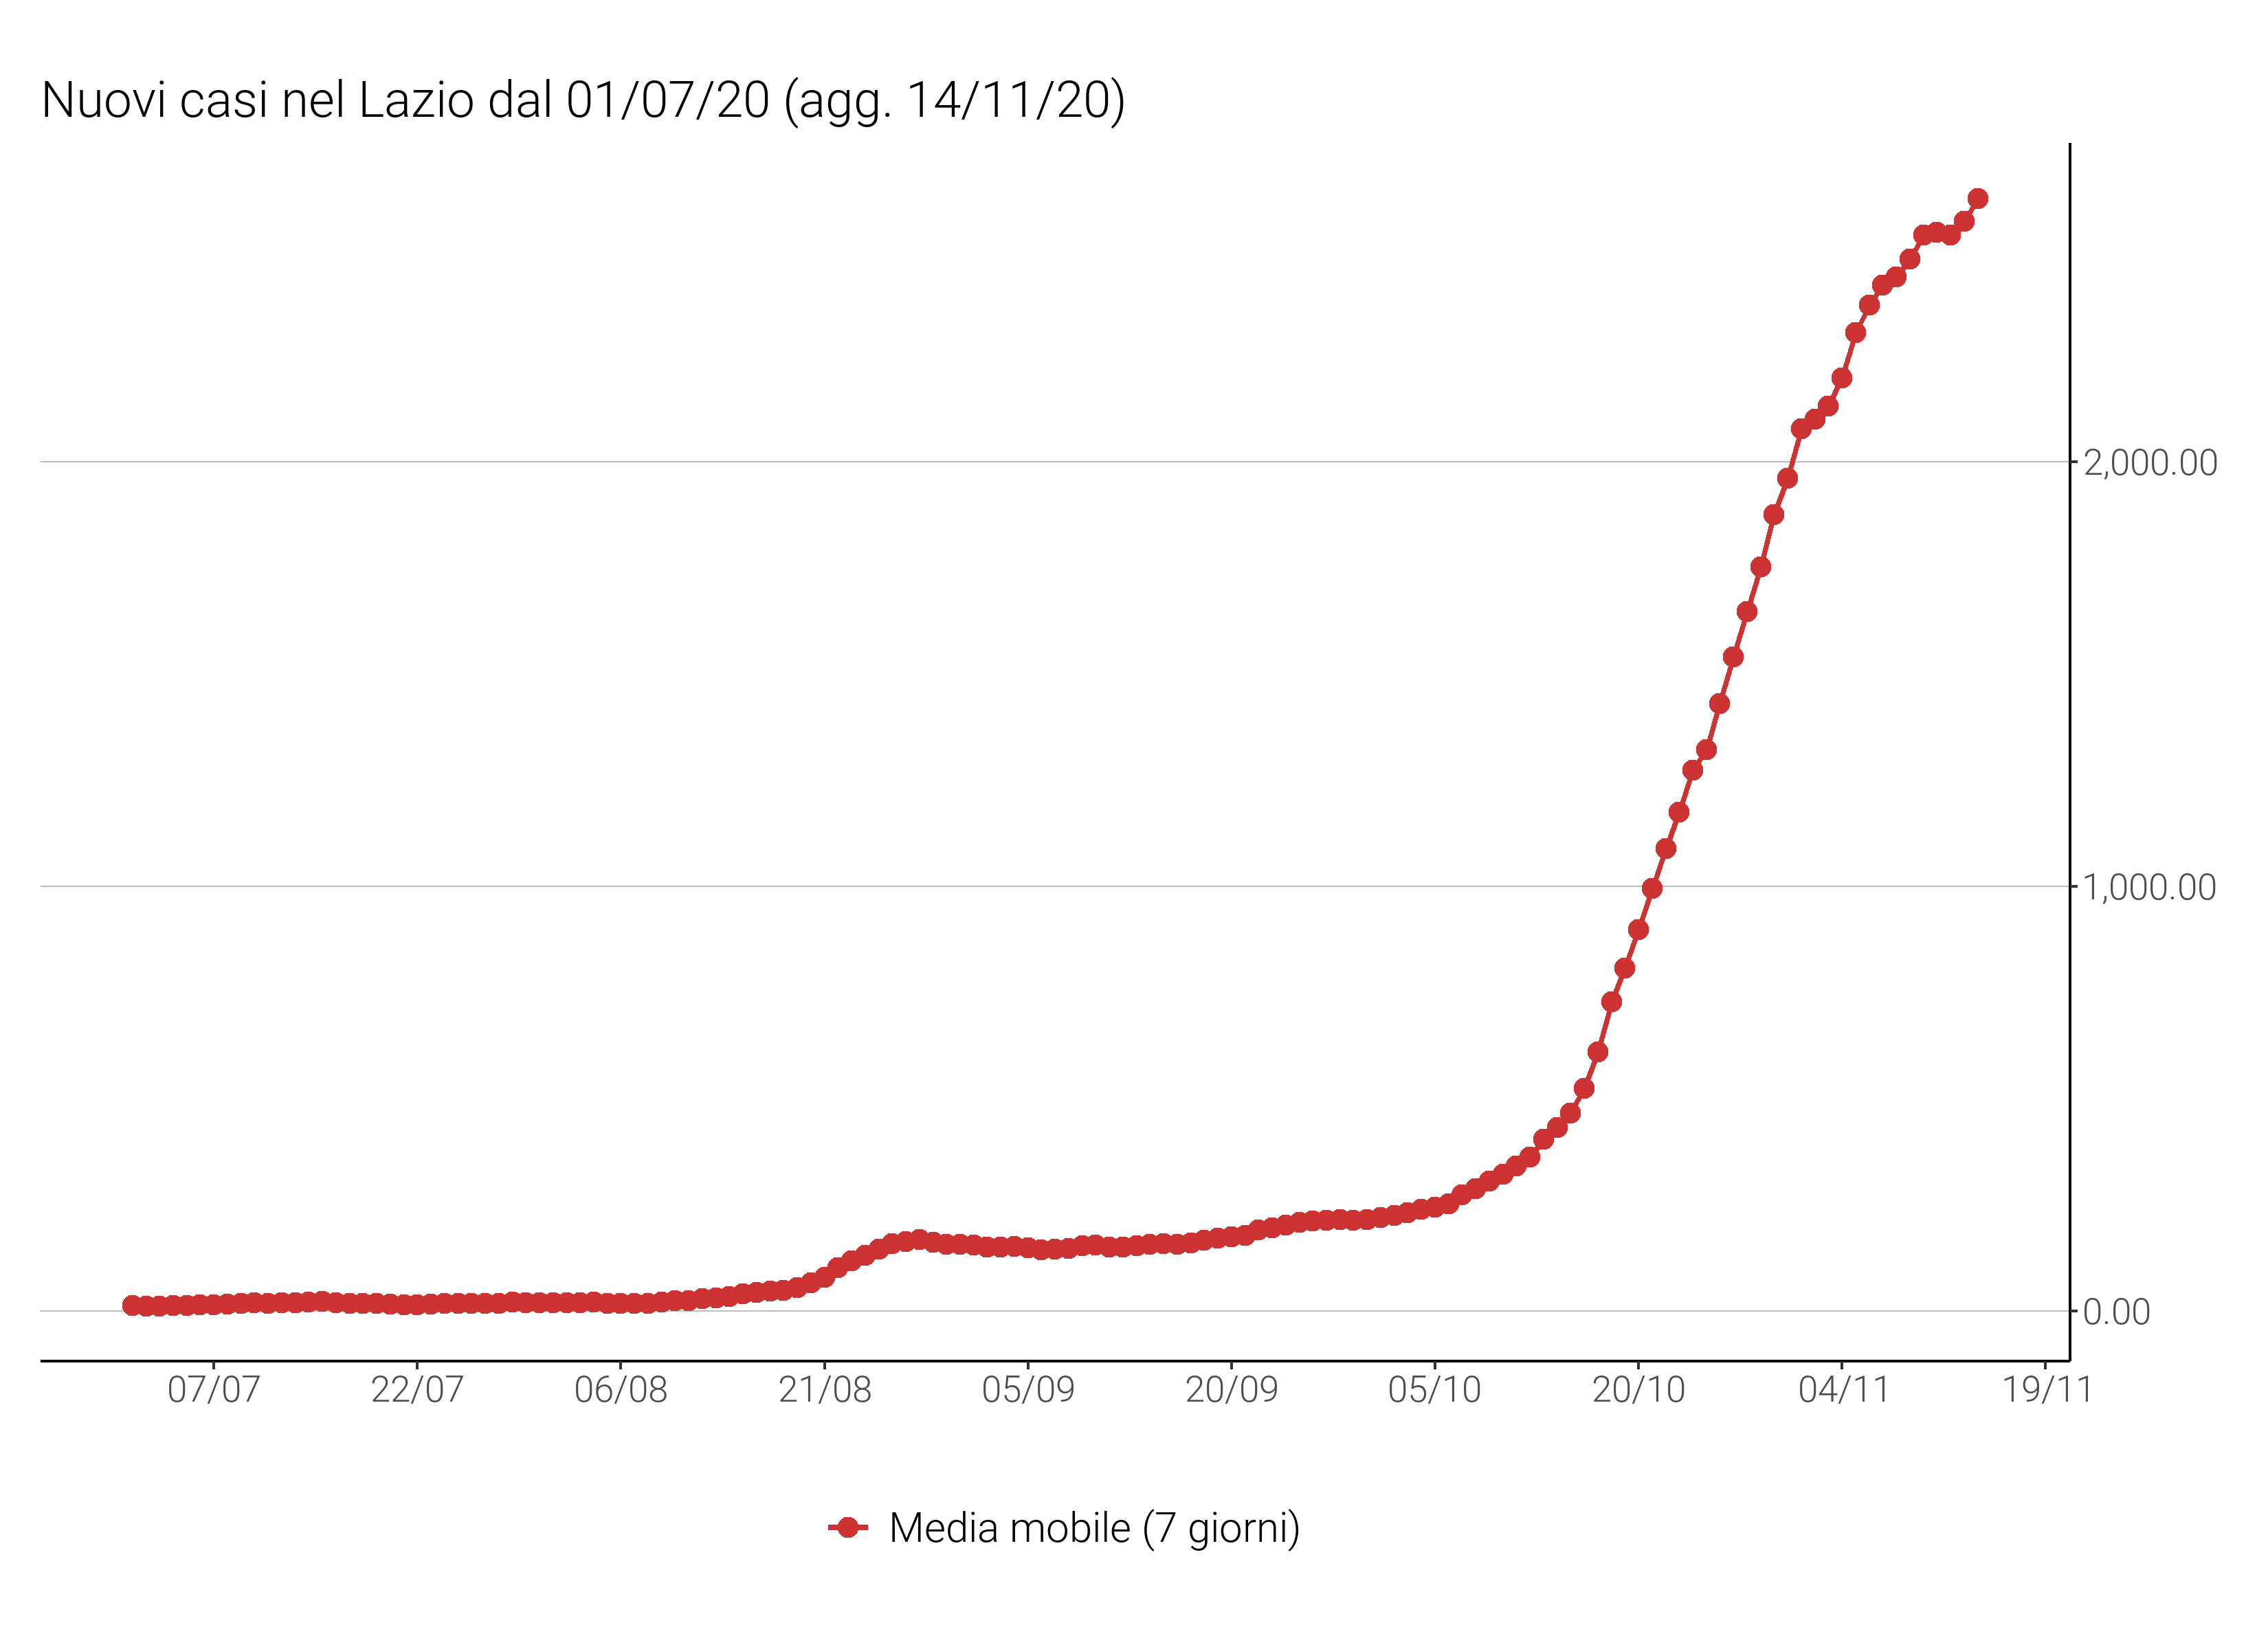 Nuovi casi nel Lazio dal 01/07/20 (agg. 14/11/20)
2,000.00
1,000.00
0.00
07/07 22/07 06/08 21/08 05/09 20/09 05/10 20/10 04/11 19/11
Media mobile (7 giorni)